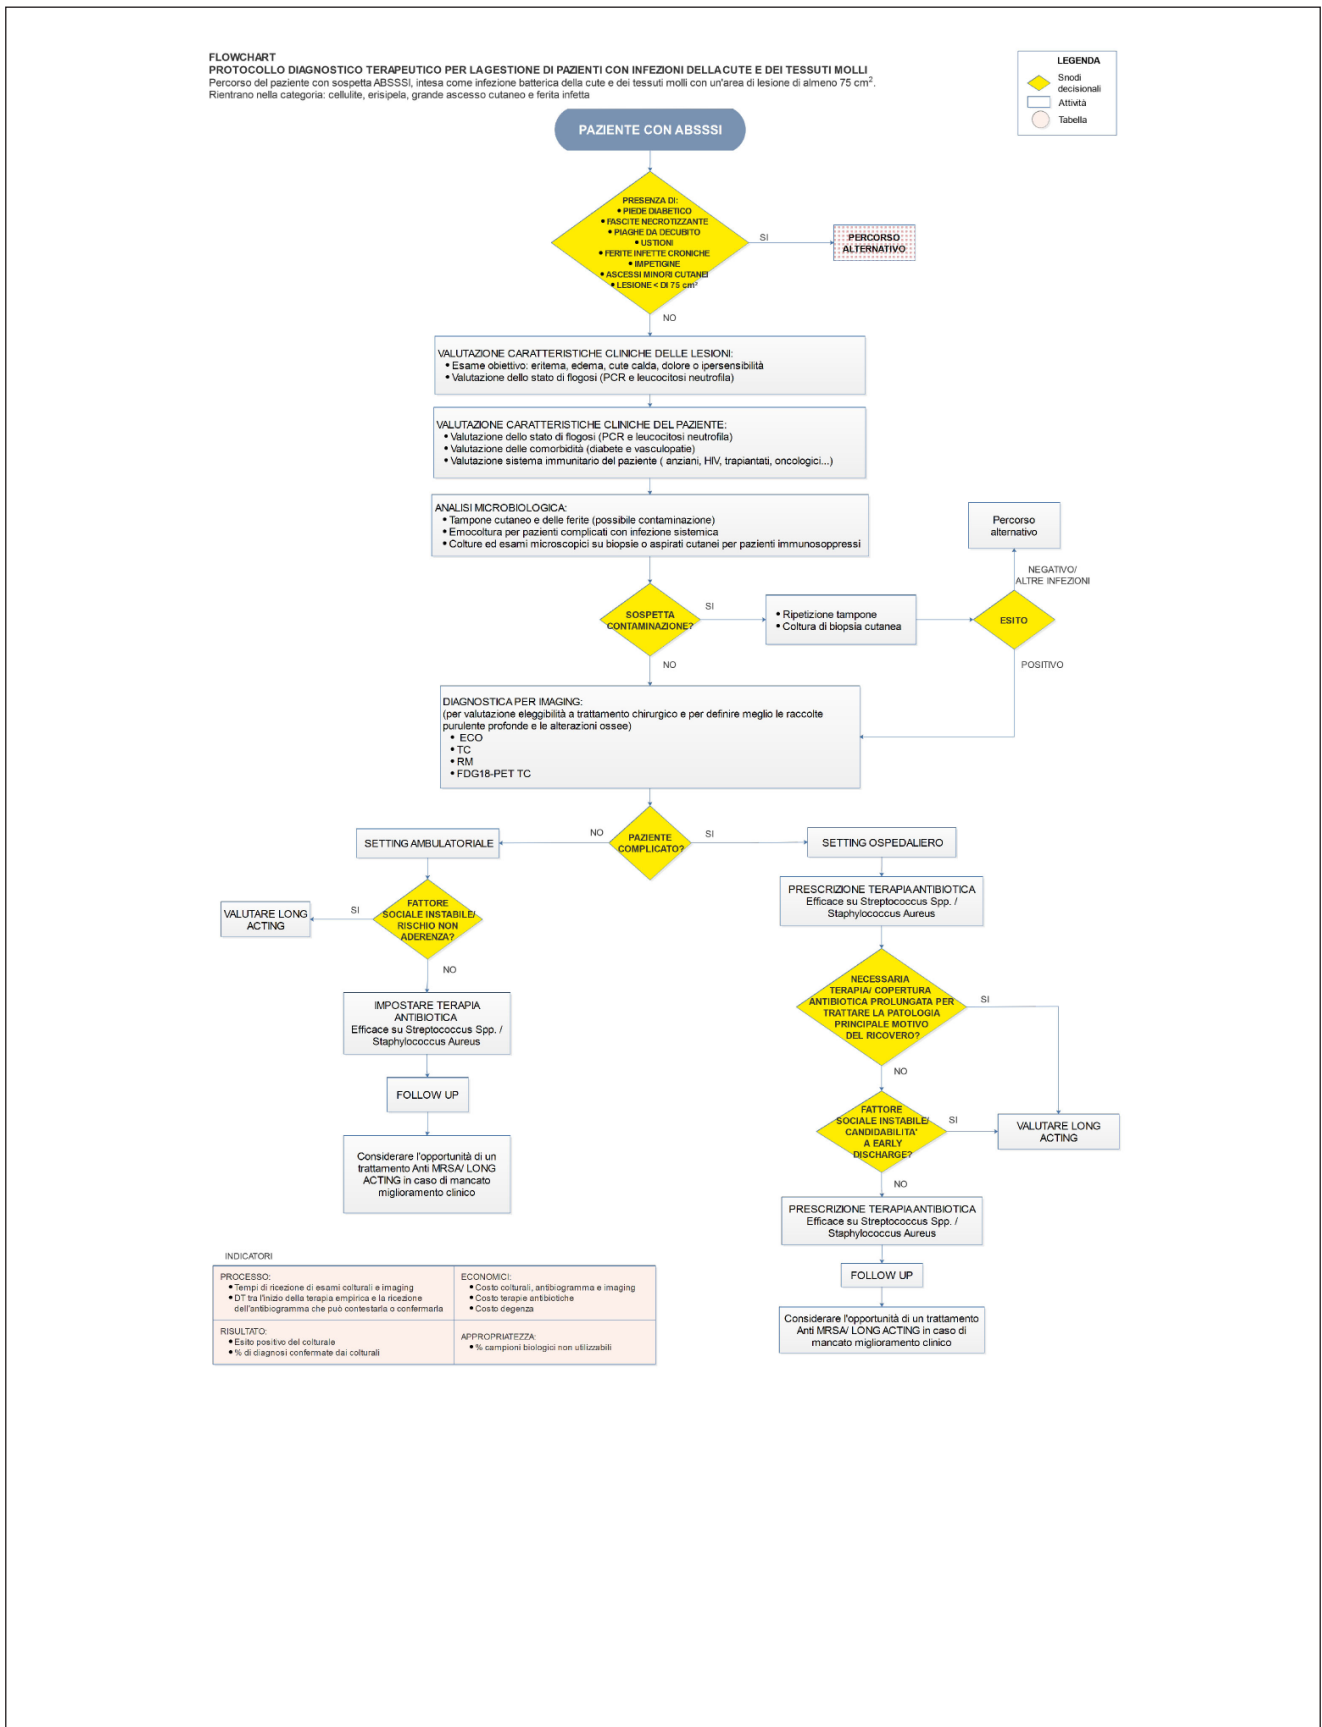 FLOWCHART
PROTOCOLLO DIAGNOSTICO TERAPEUTICO PER LA GESTIONE DI PAZIENTI CON INFEZIONI DELLA CUTE E DEI TESSUTI MOLLI
Percorso del paziente con sospetta ABSSSI, intesa come infezione batterica della cute e dei tessuti molli con un'area di lesione di almeno 75 cm².
Rientrano nella categoria: cellulite, erisipela, grande ascesso cutaneo e ferita infetta
LEGENDA
Snodi
decisionali
Attività
Tabella
PAZIENTE CON ABSSSI
PRESENZA DI:
• PIEDE DIABETICO
• FASCITE NECROTIZZANTE
• PIAGHE DA DECUBITO
• USTIONI
• FERITE INFETTE CRONICHE
• IMPETIGINE
• ASCESSI MINORI CUTANEI
• LESIONE < DI 75 cm²
SI
PERCORSO
ALTERNATIVO
NO
VALUTAZIONE CARATTERISTICHE CLINICHE DELLE LESIONI:
• Esame obiettivo: eritema, edema, cute calda, dolore o ipersensibilità
• Valutazione dello stato di flogosi (PCR e leucocitosi neutrofila)
VALUTAZIONE CARATTERISTICHE CLINICHE DEL PAZIENTE:
• Valutazione dello stato di flogosi (PCR e leucocitosi neutrofila)
• Valutazione delle comorbidità (diabete e vasculopatie)
• Valutazione sistema immunitario del paziente ( anziani, HIV, trapiantati, oncologici...)
ANALISI MICROBIOLOGICA:
• Tampone cutaneo e delle ferite (possibile contaminazione)
• Emocoltura per pazienti complicati con infezione sistemica
• Colture ed esami microscopici su biopsie o aspirati cutanei per pazienti immunosoppressi
Percorso
alternativo
NEGATIVO/
ALTRE INFEZIONI
SOSPETTA
CONTAMINAZIONE?
SI
• Ripetizione tampone
• Coltura di biopsia cutanea
ESITO
NO
POSITIVO
DIAGNOSTICA PER IMAGING:
(per valutazione eleggibilità a trattamento chirurgico e per definire meglio le raccolte
purulente profonde e le alterazioni ossee)
• ECO
• TC
• RM
• FDG18-PET TC
PAZIENTE
COMPLICATO?
NO
SI
SETTING AMBULATORIALE
SETTING OSPEDALIERO
FATTORE
SOCIALE INSTABILE/
RISCHIO NON
ADERENZA?
SI
VALUTARE LONG
ACTING
NO
IMPOSTARE TERAPIA
ANTIBIOTICA
Efficace su Streptococcus Spp. /
Staphylococcus Aureus
FOLLOW UP
Considerare l'opportunità di un
trattamento Anti MRSA/ LONG
ACTING in caso di mancato
miglioramento clinico
PRESCRIZIONE TERAPIA ANTIBIOTICA
Efficace su Streptococcus Spp. /
Staphylococcus Aureus
NECESSARIA
TERAPIA/ COPERTURA
ANTIBIOTICA PROLUNGATA PER
TRATTARE LA PATOLOGIA
PRINCIPALE MOTIVO
DEL RICOVERO?
SI
NO
FATTORE
SOCIALE INSTABILE/
CANDIDABILITA'
A EARLY
DISCHARGE?
SI
VALUTARE LONG
ACTING
NO
PRESCRIZIONE TERAPIA ANTIBIOTICA
Efficace su Streptococcus Spp. /
Staphylococcus Aureus
FOLLOW UP
Considerare l'opportunità di un trattamento
Anti MRSA/ LONG ACTING in caso di
mancato miglioramento clinico
INDICATORI
PROCESSO:
• Tempi di ricezione di esami colturali e imaging
• DT tra l'inizio della terapia empirica e la ricezione
dell'antibiogramma che può contestarla o confermarla
ECONOMICI:
• Costo colturali, antibiogramma e imaging
• Costo terapie antibiotiche
• Costo degenza
RISULTATO:
• Esito positivo del colturale
• % di diagnosi confermate dai colturali
APPROPRIATEZZA:
• % campioni biologici non utilizzabili